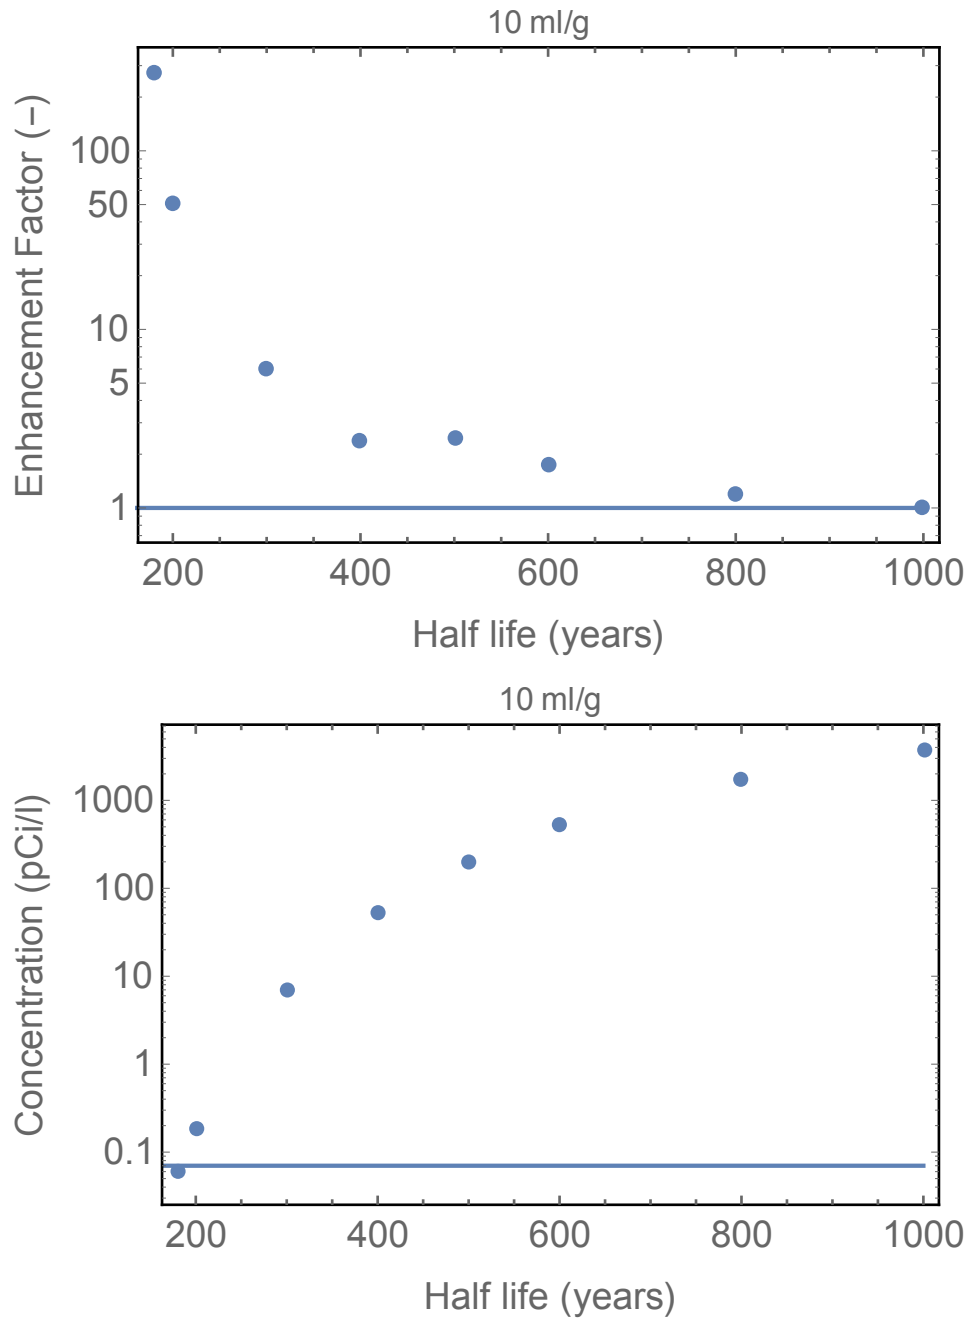 10 ml/g
Enhancement Factor (–)
100
50
10
5
1
200 400 600 800 1000
Half life (years)
10 ml/g
Concentration (pCi/l)
1000
100
10
1
0.1
200 400 600 800 1000
Half life (years)